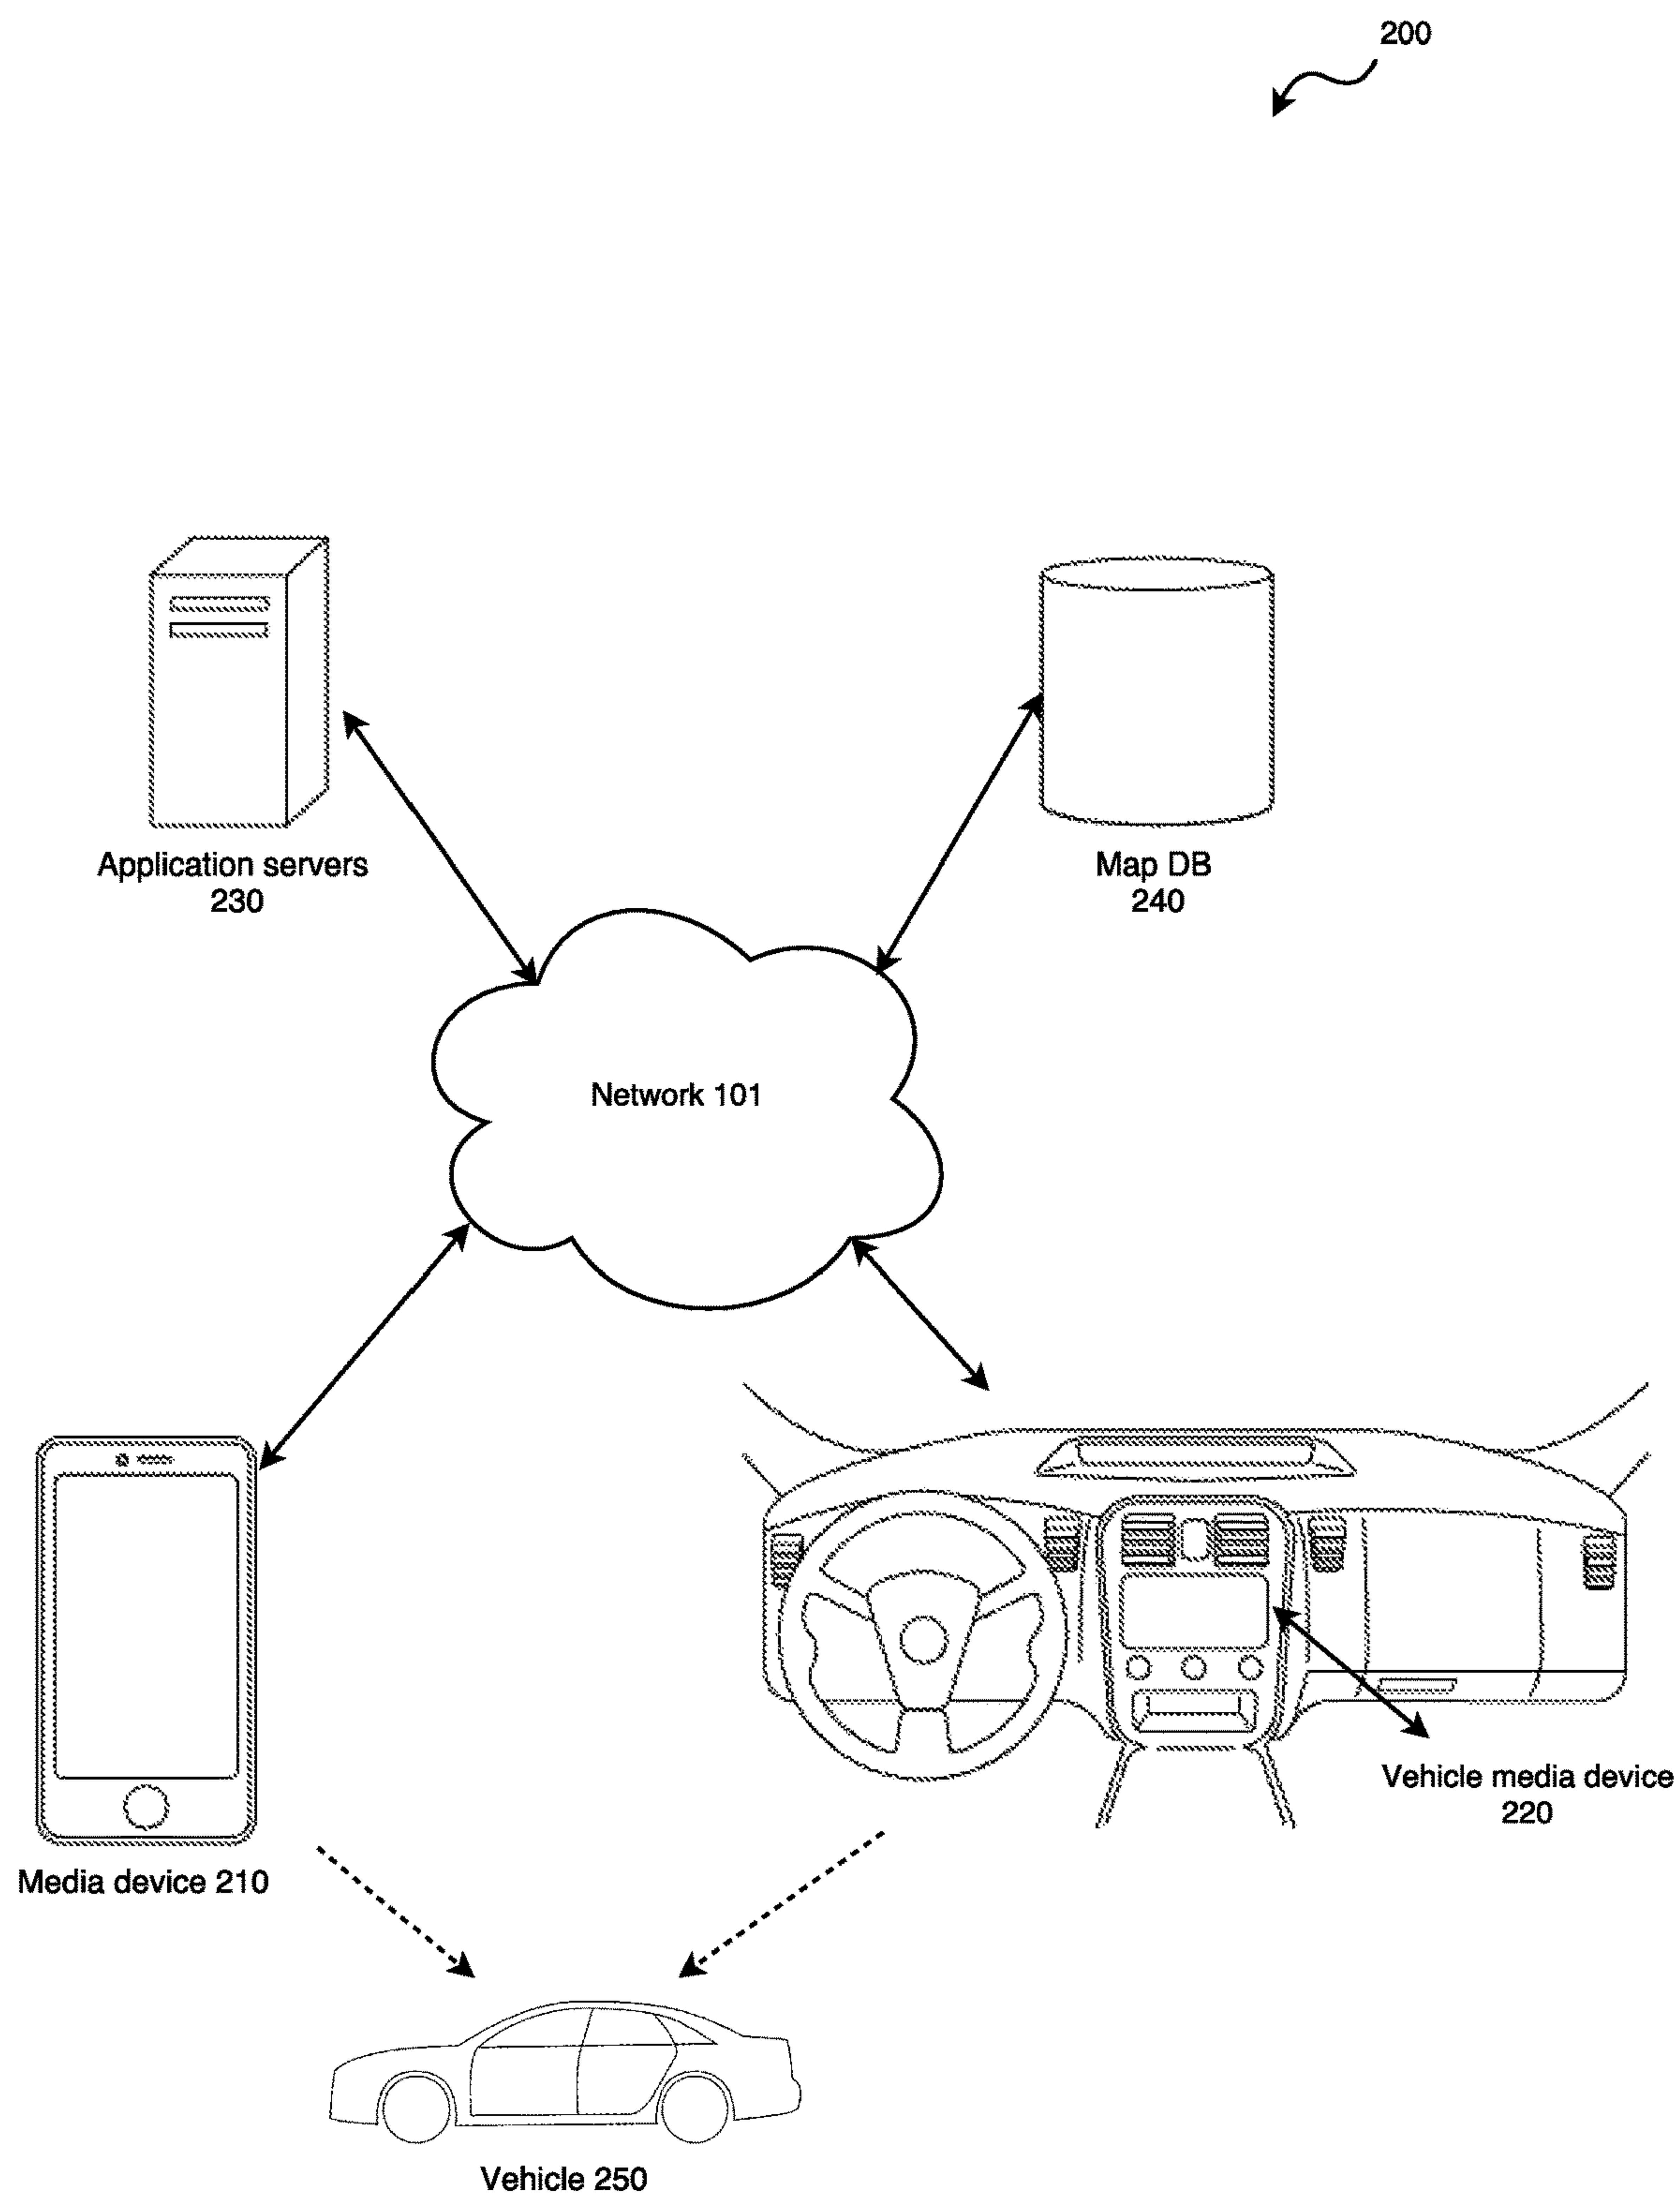 200
Application servers
230
Map DB
240
Network 101
Vehicle media device
220
Media device 210
Vehicle 250